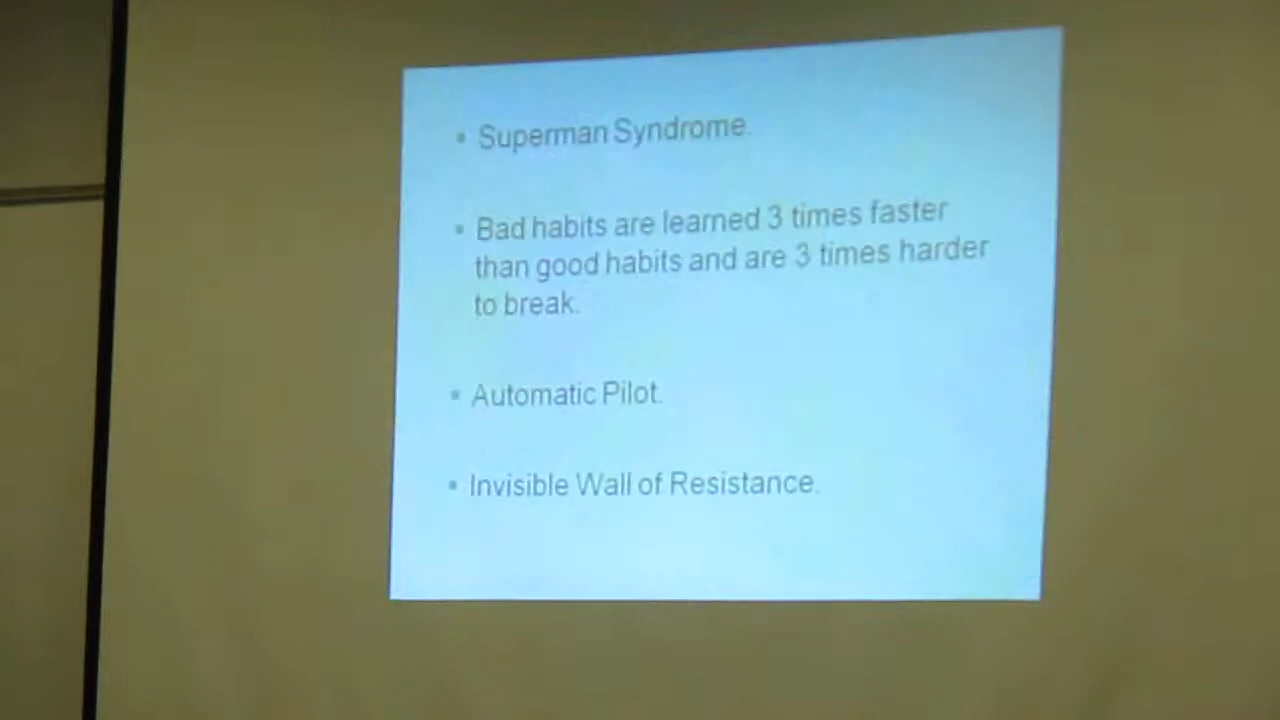 • Superman Syndrome.
• Bad habits are learned 3 times faster
than good habits and are 3 times harder
to break.
• Automatic Pilot.
• Invisible Wall of Resistance.